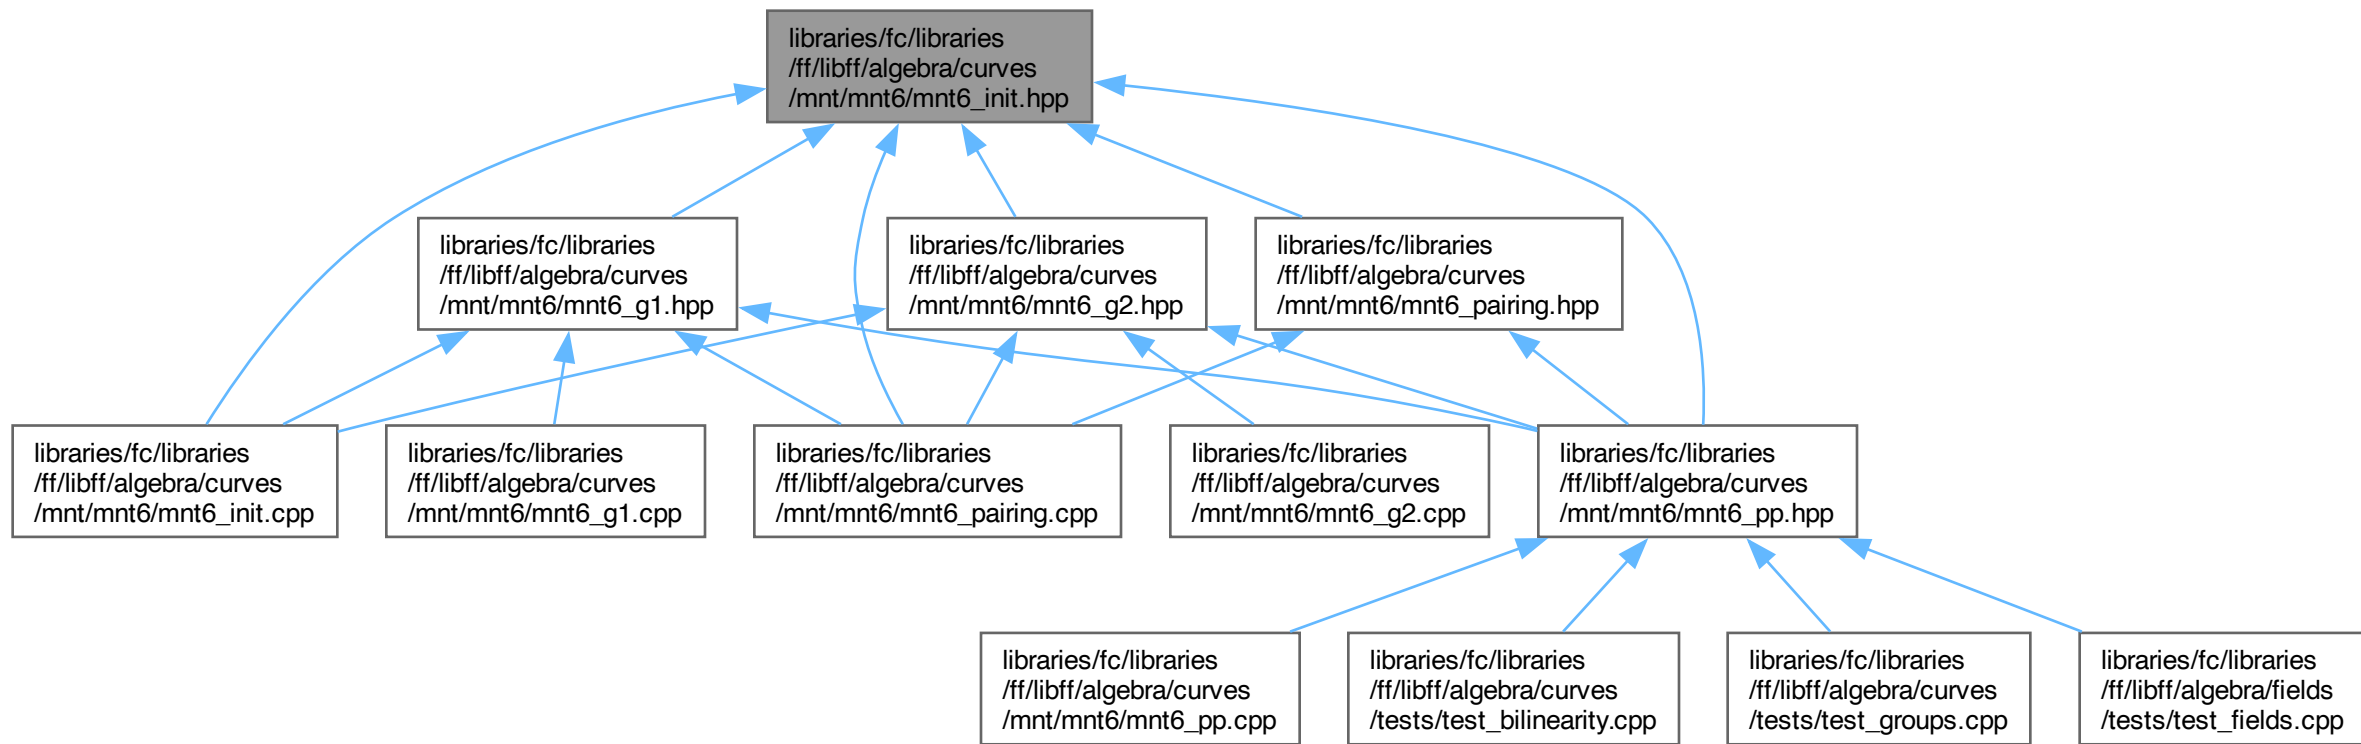 libraries/fc/libraries
/ff/libff/algebra/curves
/mnt/mnt6/mnt6_init.hpp
libraries/fc/libraries
/ff/libff/algebra/curves
/mnt/mnt6/mnt6_g1.hpp
libraries/fc/libraries
/ff/libff/algebra/curves
/mnt/mnt6/mnt6_g2.hpp
libraries/fc/libraries
/ff/libff/algebra/curves
/mnt/mnt6/mnt6_pairing.hpp
libraries/fc/libraries
/ff/libff/algebra/curves
/mnt/mnt6/mnt6_init.cpp
libraries/fc/libraries
/ff/libff/algebra/curves
/mnt/mnt6/mnt6_g1.cpp
libraries/fc/libraries
/ff/libff/algebra/curves
/mnt/mnt6/mnt6_pairing.cpp
libraries/fc/libraries
/ff/libff/algebra/curves
/mnt/mnt6/mnt6_g2.cpp
libraries/fc/libraries
/ff/libff/algebra/curves
/mnt/mnt6/mnt6_pp.hpp
libraries/fc/libraries
/ff/libff/algebra/curves
/mnt/mnt6/mnt6_pp.cpp
libraries/fc/libraries
/ff/libff/algebra/curves
/tests/test_bilinearity.cpp
libraries/fc/libraries
/ff/libff/algebra/curves
/tests/test_groups.cpp
libraries/fc/libraries
/ff/libff/algebra/fields
/tests/test_fields.cpp